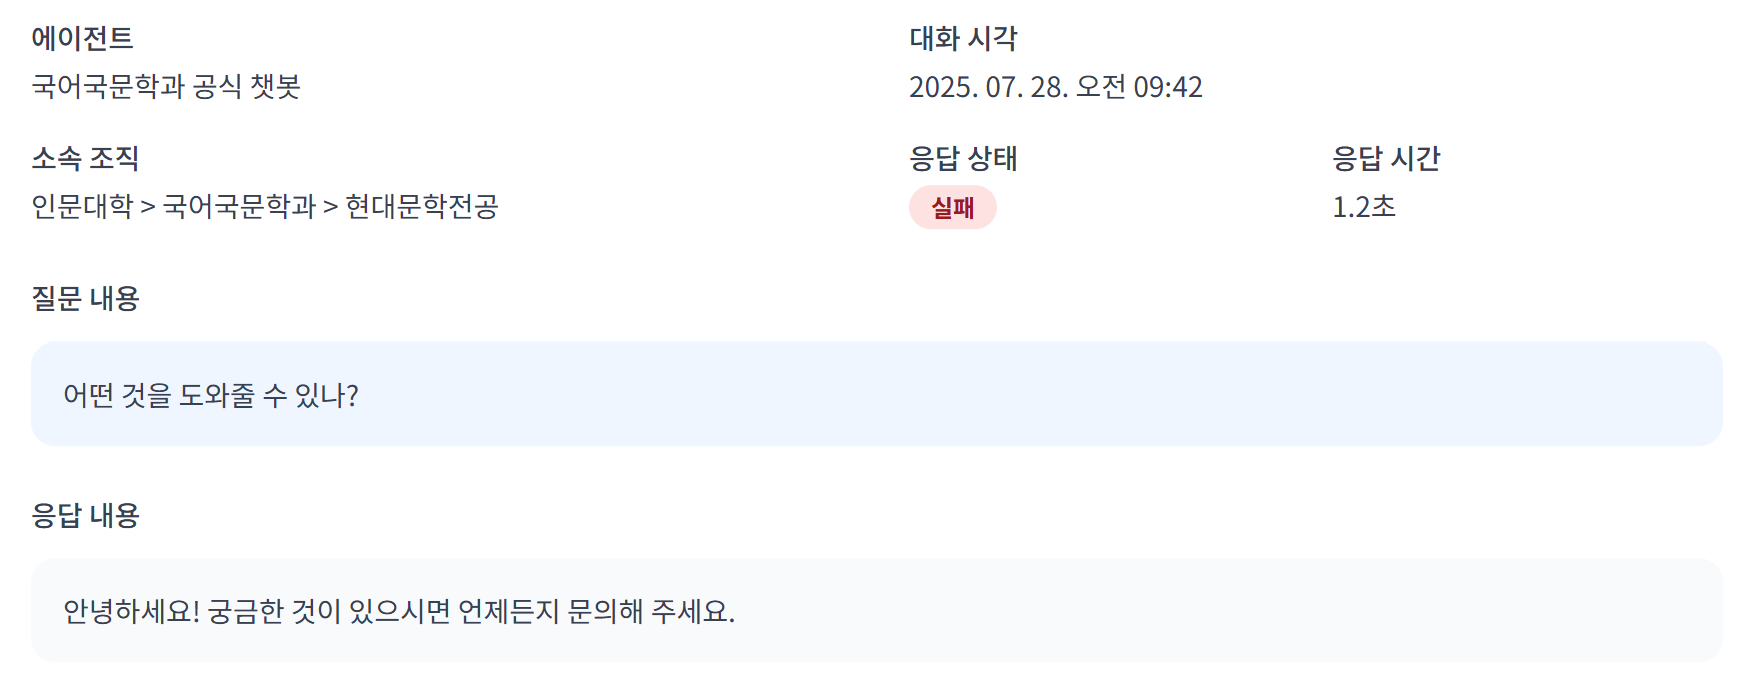 에이전트
국어국문학과 공식 챗봇
대화 시각
2025. 07. 28. 오전 09:42
소속 조직
인문대학 > 국어국문학과 > 현대문학전공
응답 상태
실패
응답 시간
1.2초
질문 내용
어떤 것을 도와줄 수 있나?
응답 내용
안녕하세요! 궁금한 것이 있으시면 언제든지 문의해 주세요.